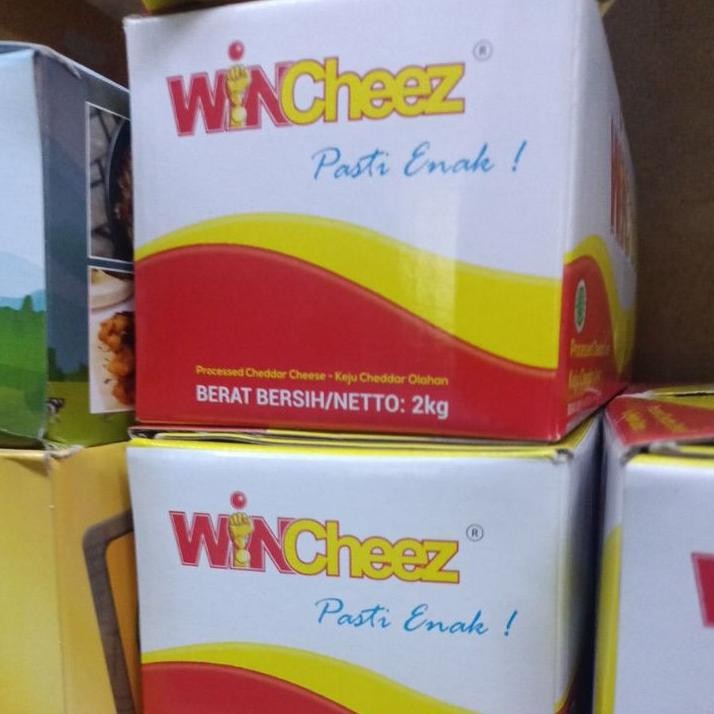 WINCheez ®
Pasti Enak !
Processed Cheddar Cheese - Keju Cheddar Olahan
BERAT BERSIH/NETTO: 2kg
WINCheez ®
Pasti Enak !